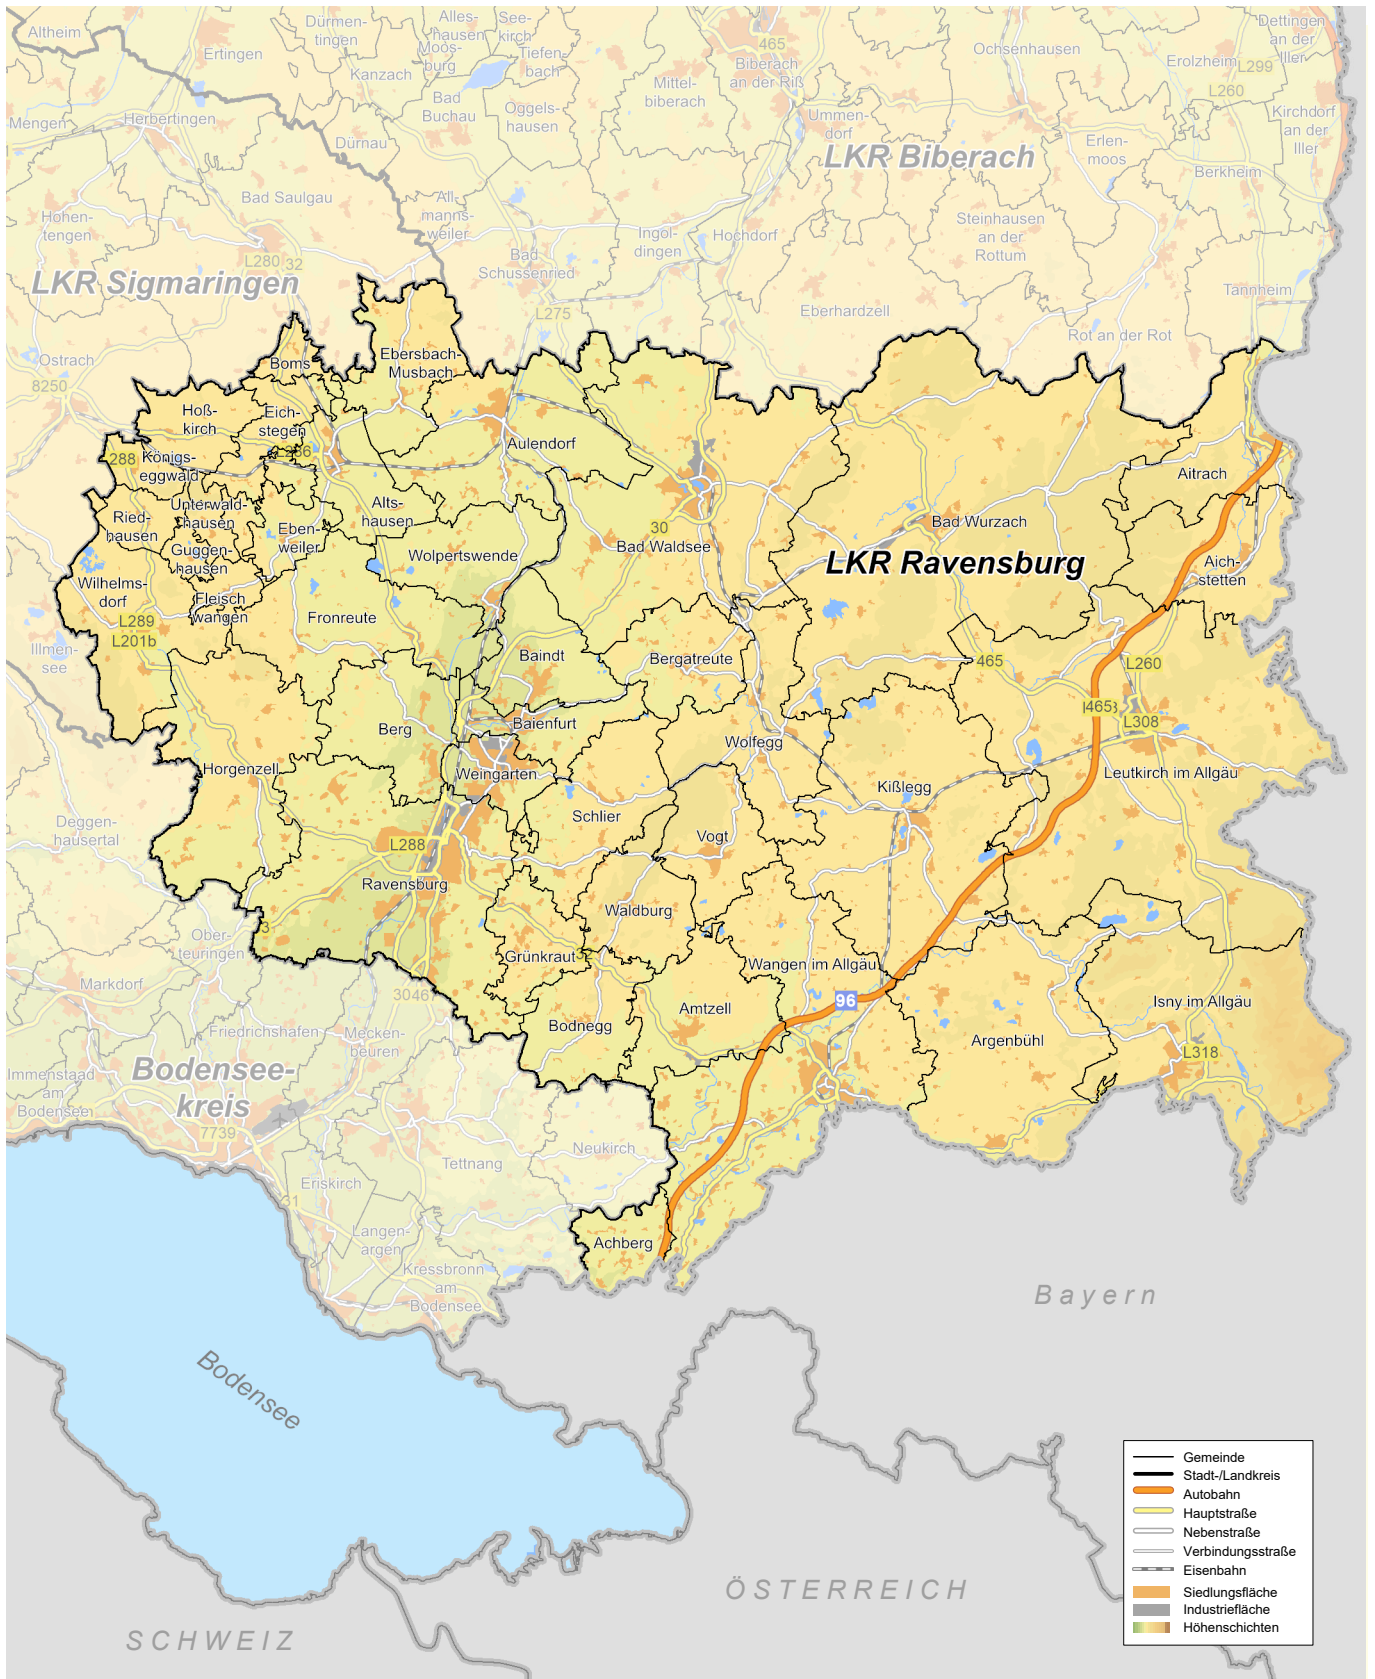 Altheim
Ertingen
Dürmen-
tingen
Alles-
hausen
See-
kirch
Moos-
burg
Tiefen-
bach
Kanzach
Bad
Buchau
Oggels-
hausen
465
Biberach
an der Riß
Mittel-
biberach
Ummen-
dorf
Ochsenhausen
Erolzheim
Dettingen
an der
Iller
L299
L260
Kirchdorf
an der
Iller
Mengen
Herbertingen
Dürnau
LKR Biberach
Erlen-
moos
Berkheim
Hohen-
tengen
Bad Saulgau
All-
manns-
weiler
Bad
Schussenried
Ingol-
dingen
Hochdorf
Steinhausen
an der
Rottum
L280
32
LKR Sigmaringen
L275
Eberhardzell
Tannheim
Rot an der Rot
Ostrach
8250
Boms
Ebersbach-
Musbach
Hoß-
kirch
Eich-
stegen
Aulendorf
288
L286
Königs-
eggwald
Aitrach
Ried-
hausen
Unterwald-
hausen
Alts-
hausen
Eben-
weiler
30
Bad Waldsee
Bad Wurzach
Guggen-
hausen
Wolpertswende
LKR Ravensburg
Aich-
stetten
Wilhelms-
dorf
Fleisch
wangen
L289
L201b
Fronreute
Illmen-
see
Baindt
Bergatreute
465
L260
Berg
Baienfurt
Wolfegg
465
L308
Horgenzell
Weingarten
Kißlegg
Leutkirch im Allgäu
Deggen-
hausertal
Schlier
Vogt
L288
Ravensburg
Waldburg
Ober-
teuringen
Grünkraut
32
Wangen im Allgäu
Markdorf
30467
96
Isny im Allgäu
Friedrichshafen
Mecken-
beuren
Bodnegg
Amtzell
Argenbühl
L318
Immenstaad
am
Bodensee
Bodensee-
kreis
7739
Neukirch
Tettnang
Eriskirch
31
Langen-
argen
Achberg
Kressbronn
am
Bodensee
Bayern
Bodensee
ÖSTERREICH
SCHWEIZ
Gemeinde
Stadt-/Landkreis
Autobahn
Hauptstraße
Nebenstraße
Verbindungsstraße
Eisenbahn
Siedlungsfläche
Industriefläche
Höhenschichten